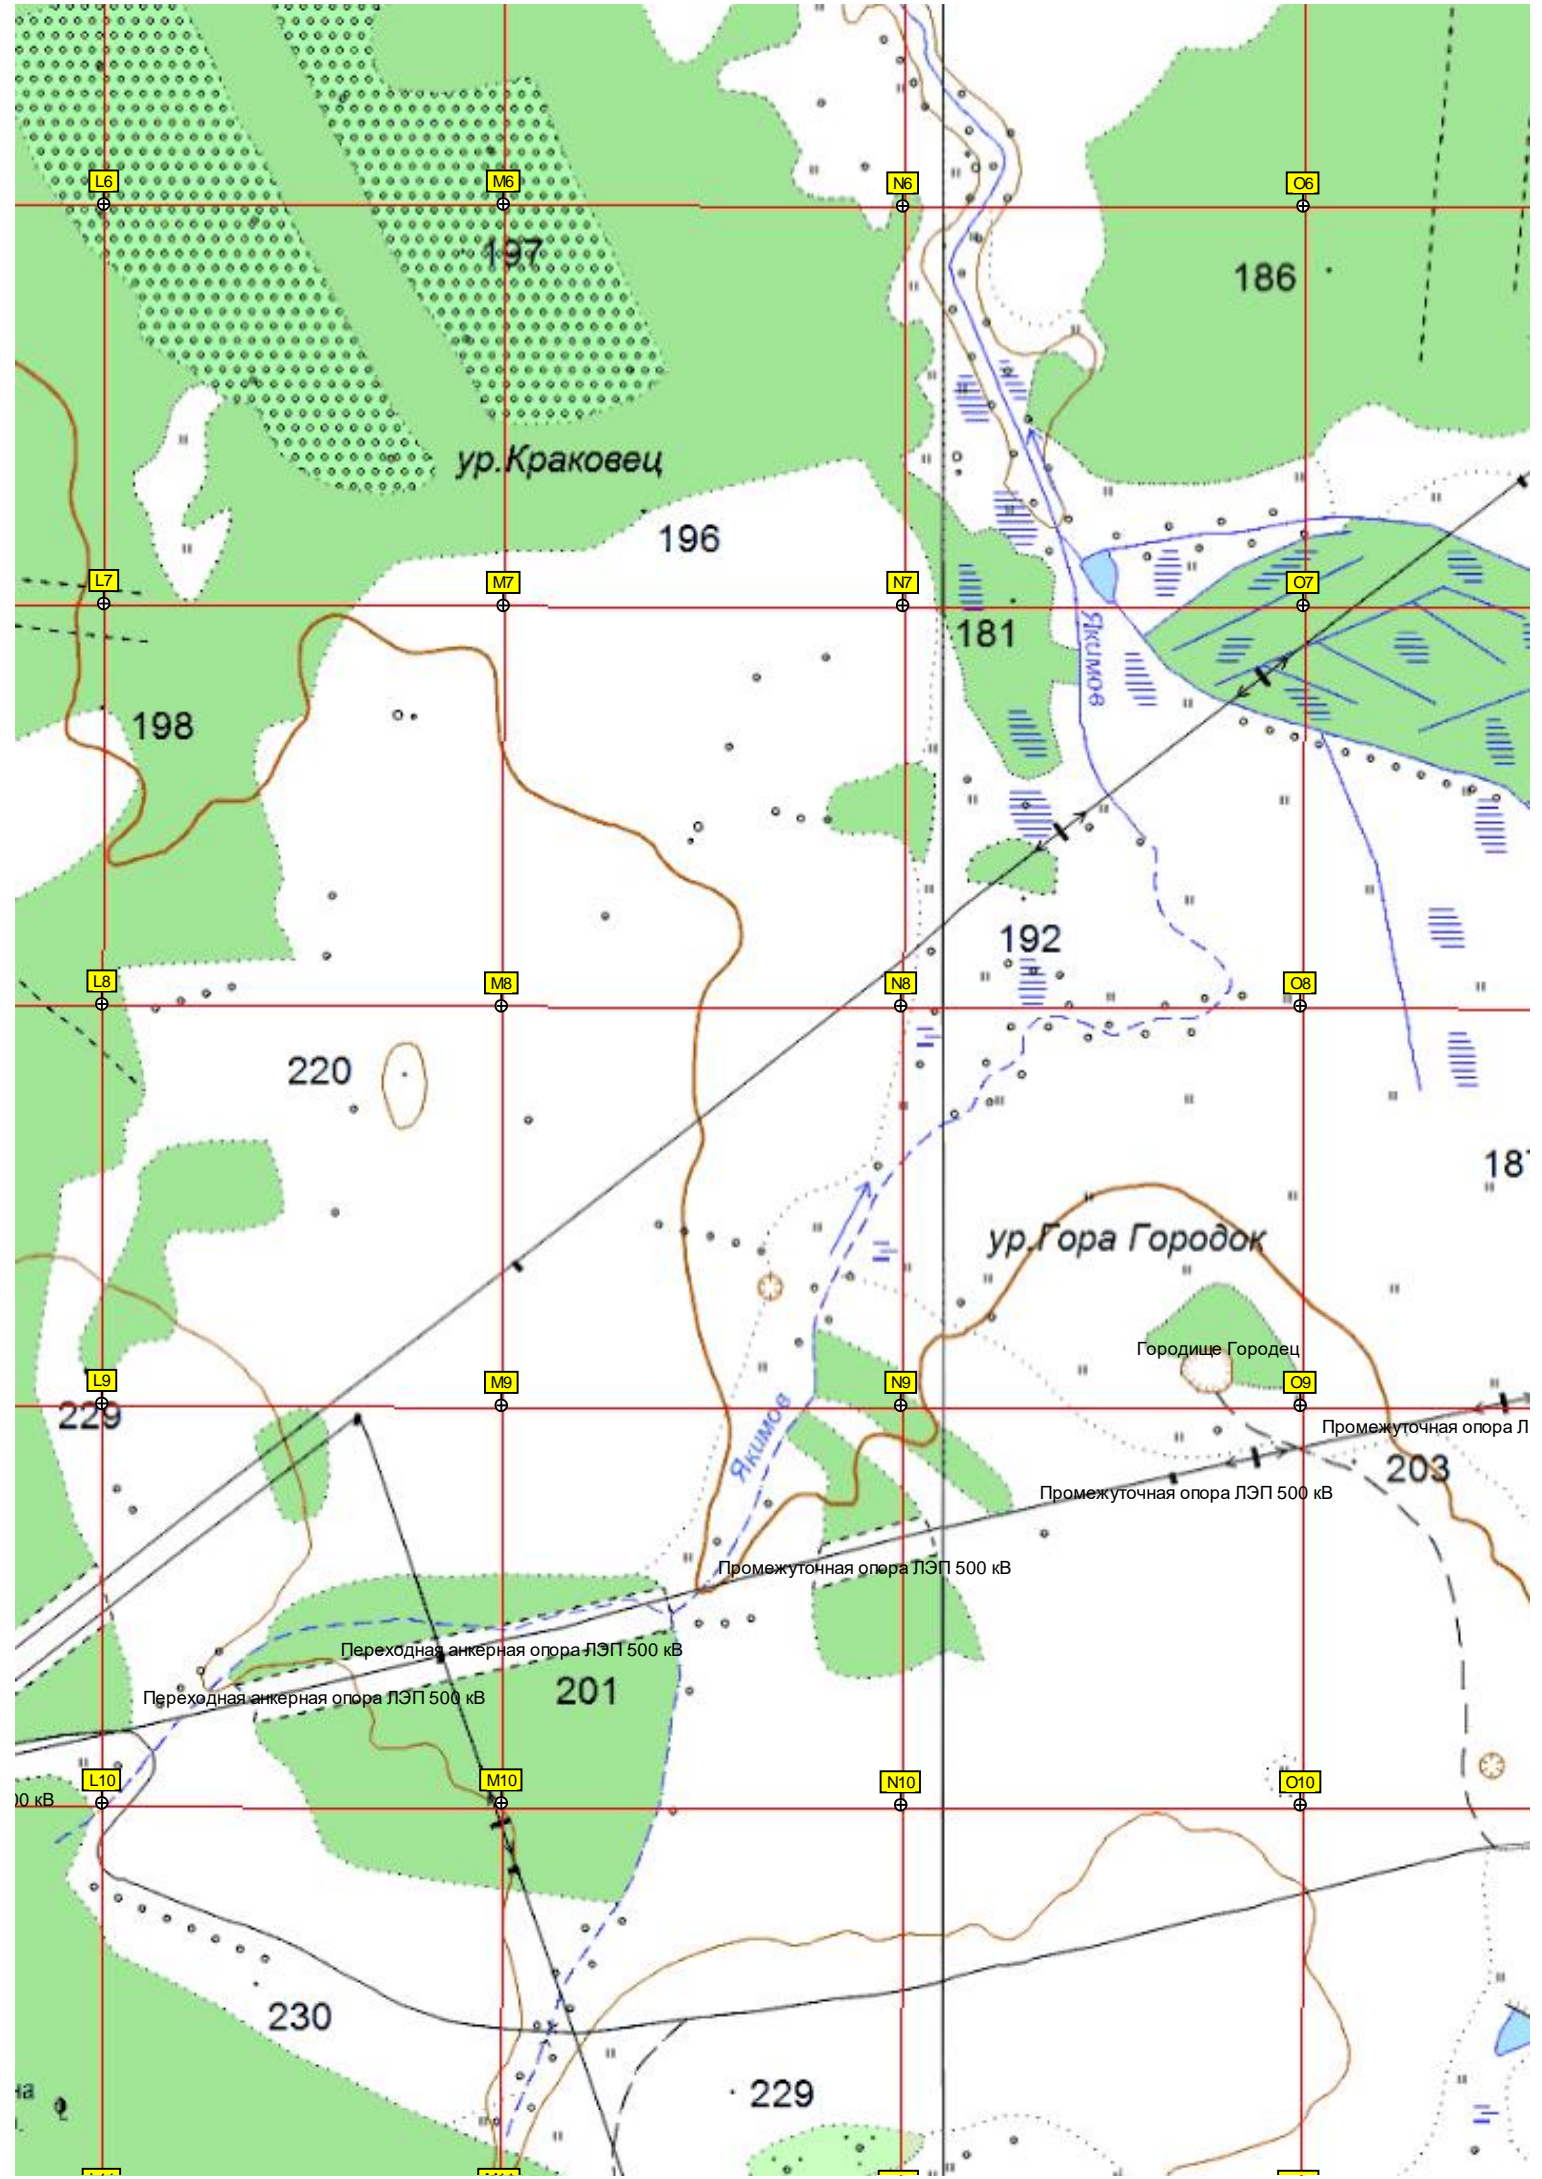 L6
M6
N6
O6
197
186
ур.Краковец
196
L7
M7
N7
O7
181
Якимов
198
192
L8
M8
N8
O8
220
187
ур.Гора Городок
Городище Городец
L9
M9
N9
O9
229
Якимов
Промежуточная опора Л
203
Промежуточная опора ЛЭП 500 кВ
Промежуточная опора ЛЭП 500 кВ
Переходная анкерная опора ЛЭП 500 кВ
201
Переходная анкерная опора ЛЭП 500 кВ
L10
M10
N10
O10
00 кВ
230
на
229